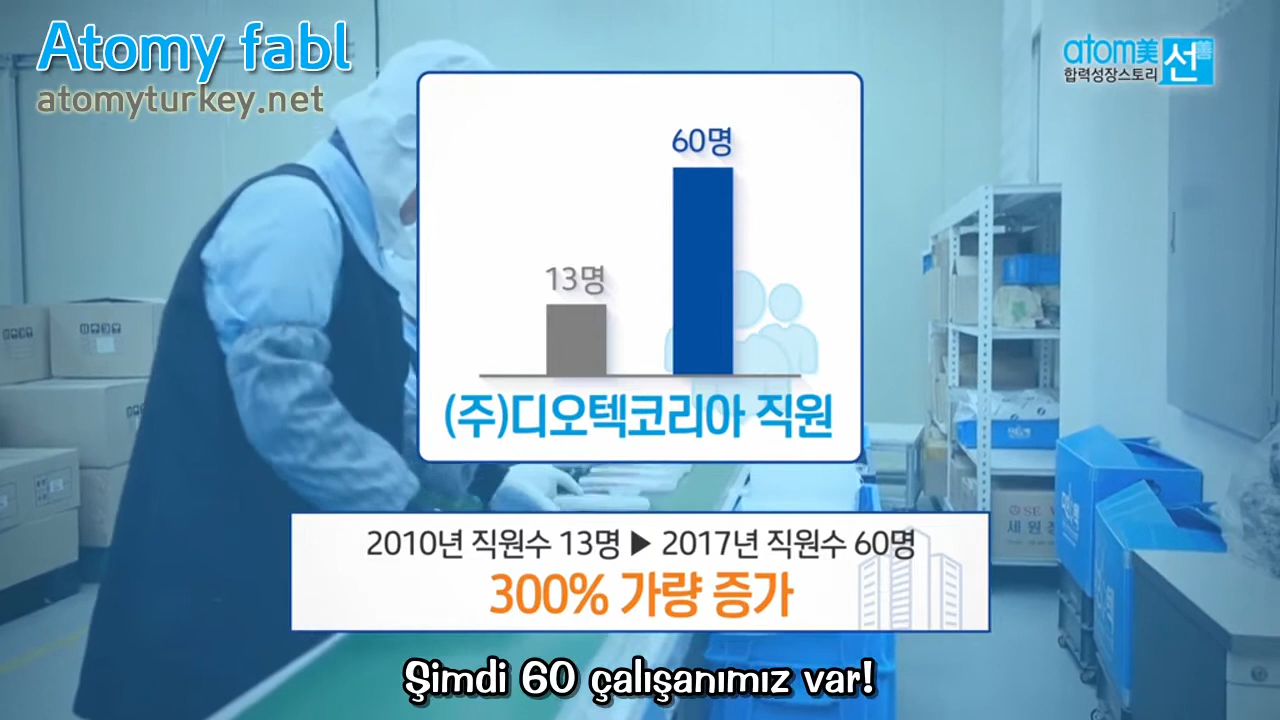 Atomy fabl
atomyturkey.net
atom美
합력성장스토리 선善
60명
13명
(주)디오텍코리아 직원
SE
세원
2010년 직원수 13명 ▶ 2017년 직원수 60명
300% 가량 증가
Şimdi 60 çalışanımız var!